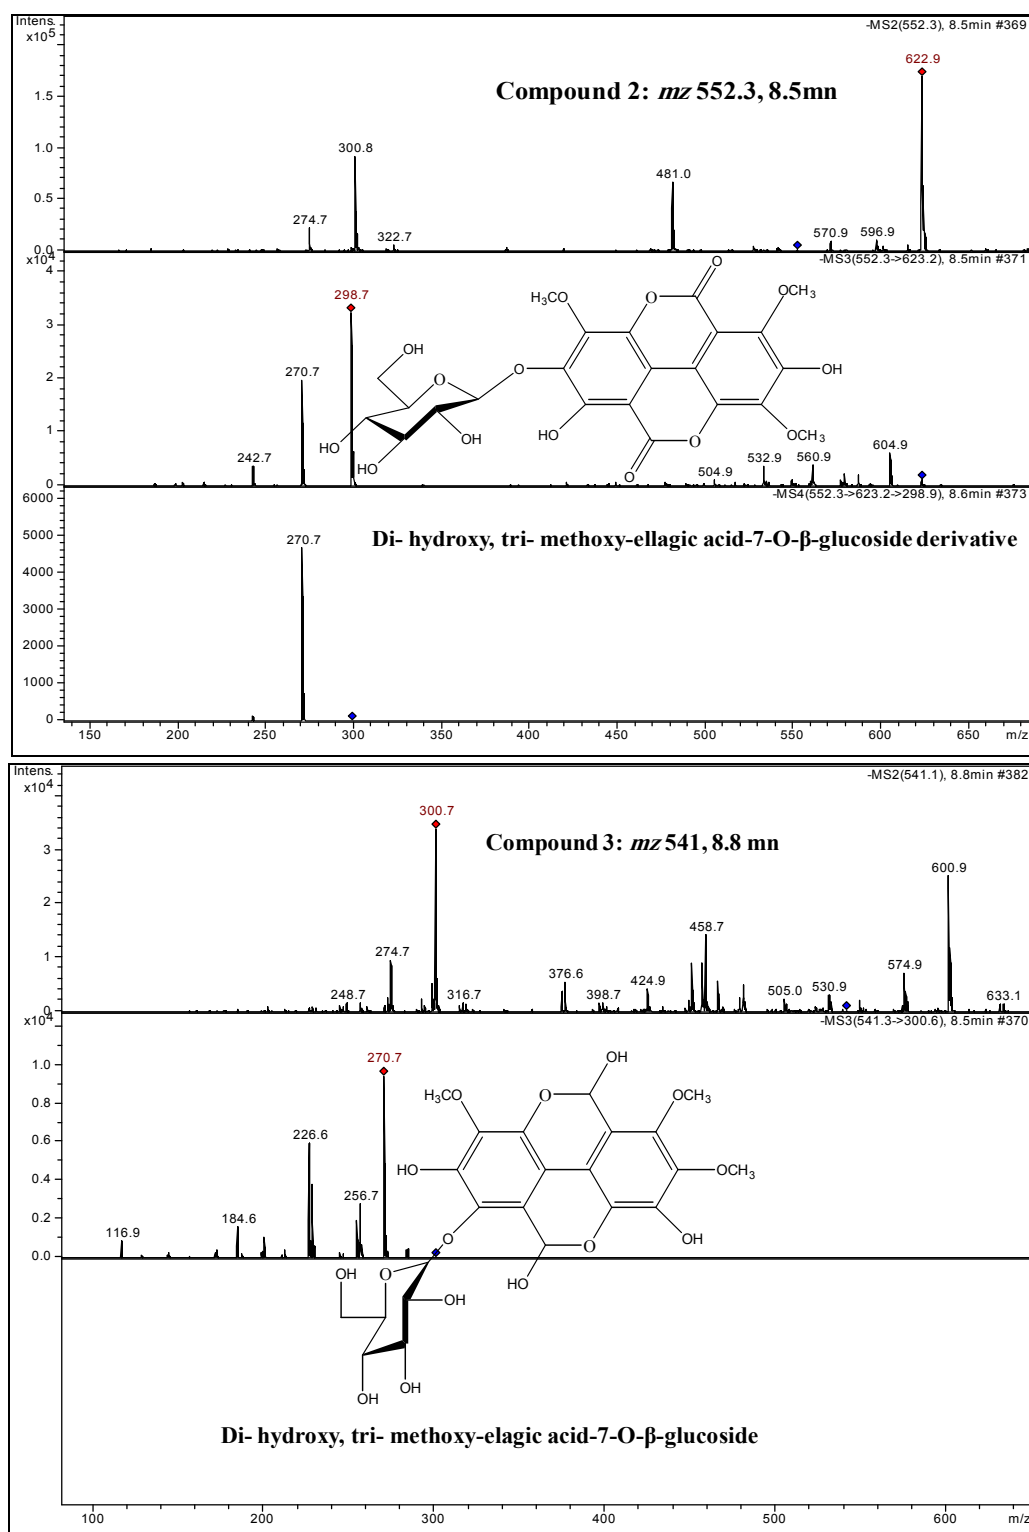 Intens.
x10⁵
-MS2(552.3), 8.5min #369
622.9
Compound 2: mz 552.3, 8.5mn
1.5
300.8
1.0
481.0
0.5
274.7
322.7
570.9
596.9
0.0
x10⁴
-MS3(552.3->623.2), 8.5min #371
4
O
298.7
H₃CO
O
OCH₃
3
OH
270.7
O
O
OH
2
HO
OH
HO
HO
O
OCH₃
1
242.7
O
504.9
532.9
560.9
604.9
0
6000
-MS4(552.3->623.2->298.9), 8.6min #373
270.7
5000
Di- hydroxy, tri- methoxy-ellagic acid-7-O-β-glucoside derivative
4000
3000
2000
1000
0
150 200 250 300 350 400 450 500 550 600 650 m/z
Intens.
x10⁴
-MS2(541.1), 8.8min #382
300.7
Compound 3: mz 541, 8.8 mn
3
600.9
2
458.7
1
274.7
248.7
316.7
376.6
398.7
424.9
505.0
530.9
574.9
633.1
0
x10⁴
-MS3(541.3->300.6), 8.5min #370
270.7
OH
1.0
H₃CO
O
OCH₃
0.8
226.6
0.6
HO
OCH₃
0.4
256.7
184.6
0.2
116.9
O
O
OH
0.0
OH
O
HO
OH
OH
OH
Di- hydroxy, tri- methoxy-elagic acid-7-O-β-glucoside
100 200 300 400 500 600 m/z